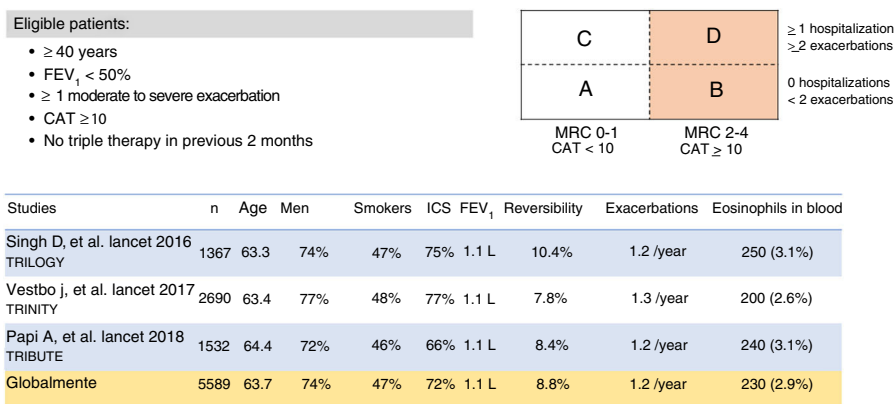 Eligible patients:
• ≥ 40 years
• FEV1 < 50%
• ≥ 1 moderate to severe exacerbation
• CAT ≥10
• No triple therapy in previous 2 months
C D
≥ 1 hospitalization
≥2 exacerbations
A B
0 hospitalizations
< 2 exacerbations
MRC 0-1 MRC 2-4
CAT < 10 CAT ≥ 10
Studies n Age Men Smokers ICS FEV1 Reversibility Exacerbations Eosinophils in blood
Singh D, et al. lancet 2016
TRILOGY
1367 63.3 74% 47% 75% 1.1 L 10.4% 1.2 /year 250 (3.1%)
Vestbo j, et al. lancet 2017
TRINITY
2690 63.4 77% 48% 77% 1.1 L 7.8% 1.3 /year 200 (2.6%)
Papi A, et al. lancet 2018
TRIBUTE
1532 64.4 72% 46% 66% 1.1 L 8.4% 1.2 /year 240 (3.1%)
Globalmente 5589 63.7 74% 47% 72% 1.1 L 8.8% 1.2 /year 230 (2.9%)